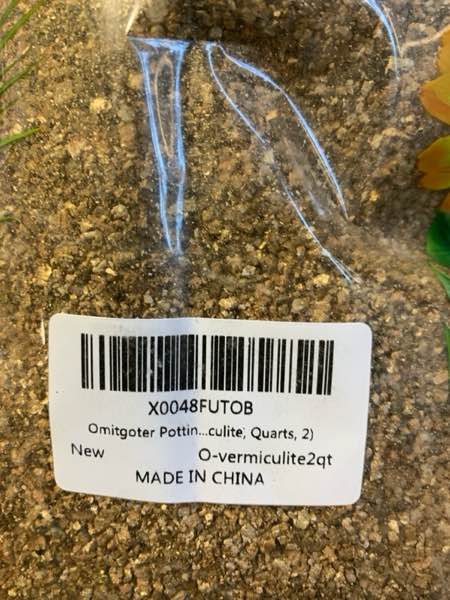 X0048FUTOB
Omitgoter Pottin...culite, Quarts, 2)
New O-vermiculite2qt
MADE IN CHINA